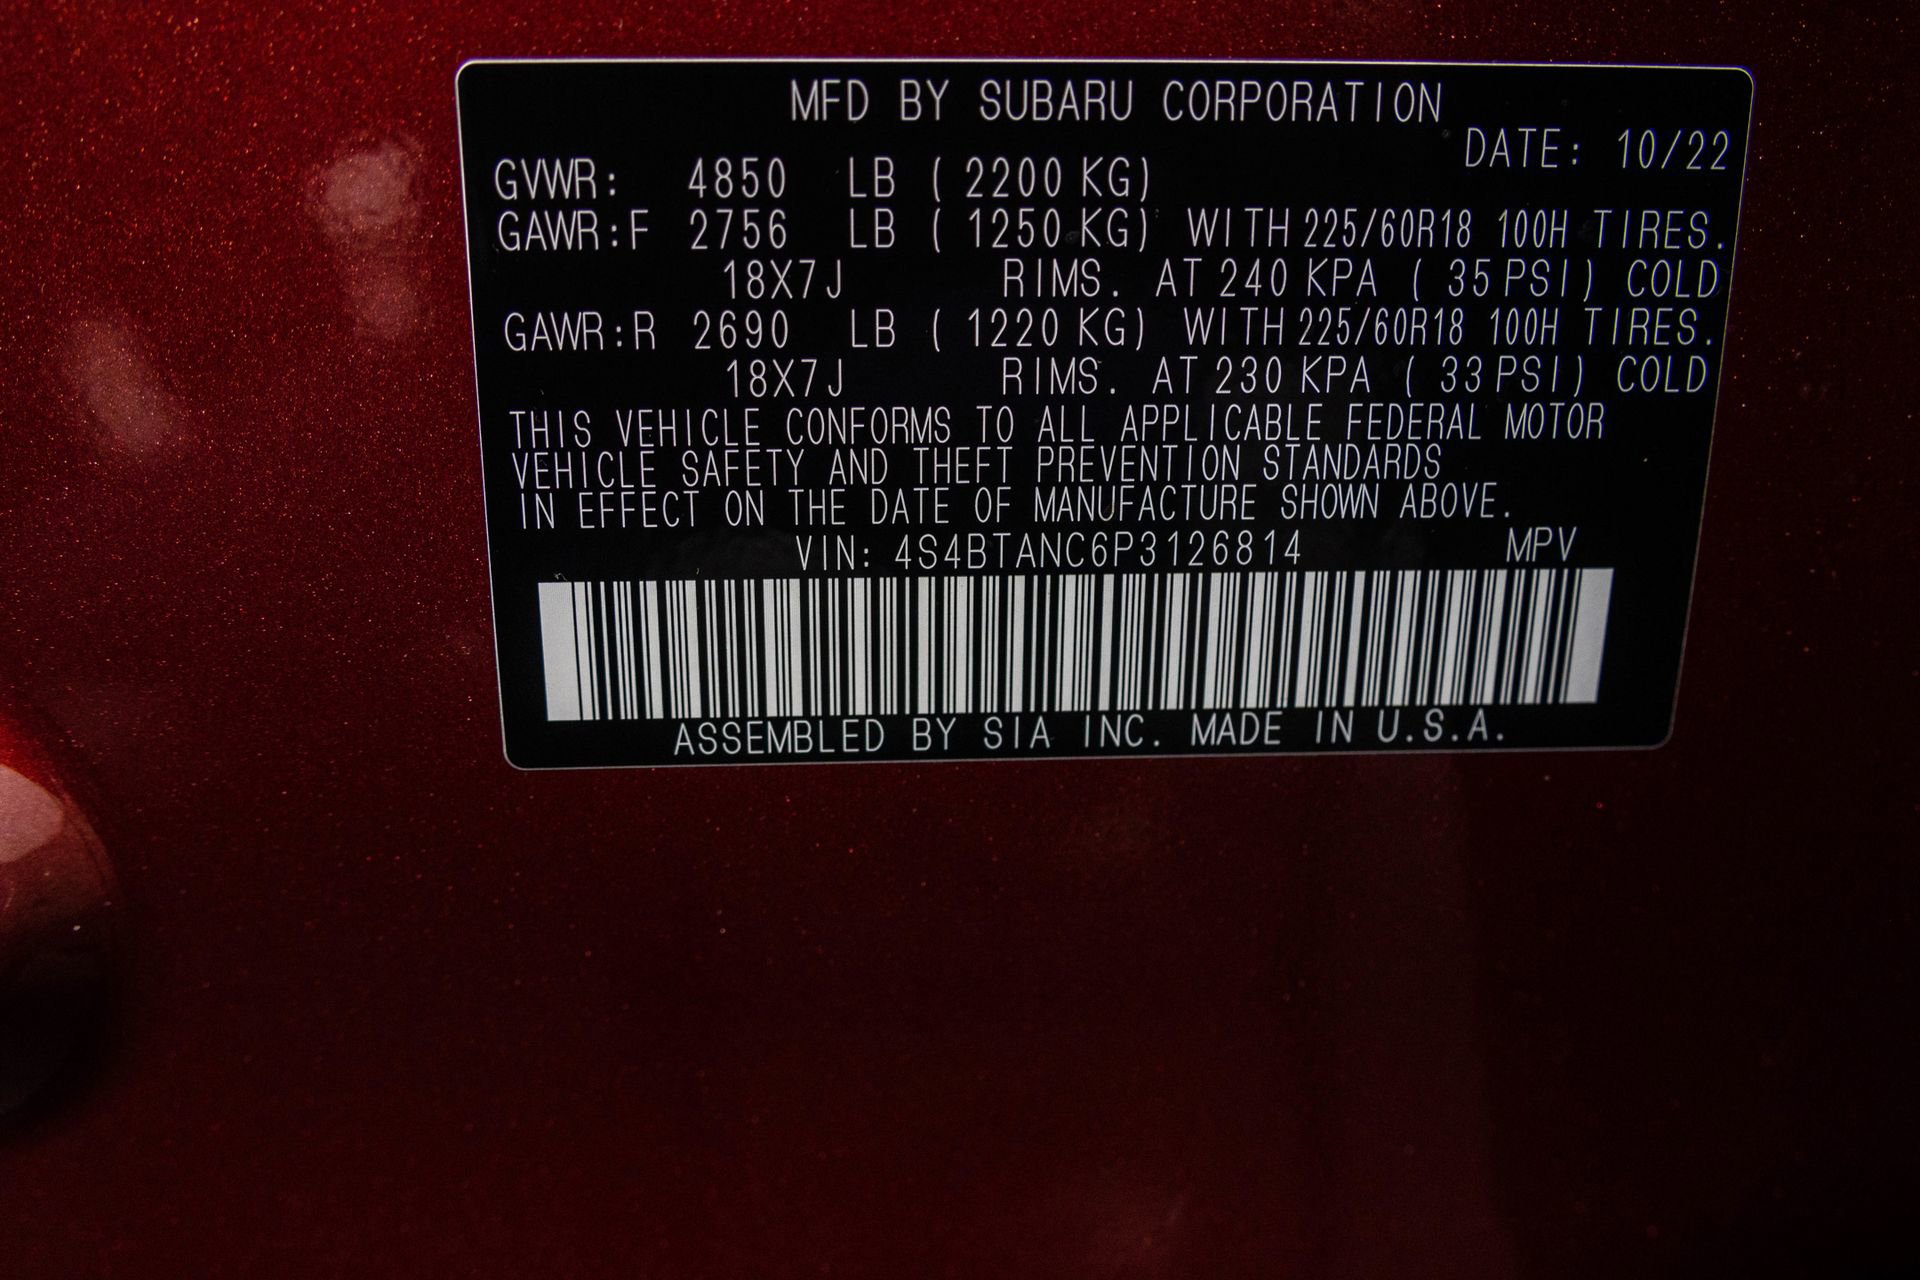 MFD BY SUBARU CORPORATION
DATE: 10/22
GVWR: 4850 LB ( 2200 KG)
GAWR:F 2756 LB ( 1250 KG) WITH 225/60R18 100H TIRES.
18X7J RIMS. AT 240 KPA ( 35 PSI) COLD
GAWR:R 2690 LB ( 1220 KG) WITH 225/60R18 100H TIRES.
18X7J RIMS. AT 230 KPA ( 33 PSI) COLD
THIS VEHICLE CONFORMS TO ALL APPLICABLE FEDERAL MOTOR
VEHICLE SAFETY AND THEFT PREVENTION STANDARDS
IN EFFECT ON THE DATE OF MANUFACTURE SHOWN ABOVE.
VIN: 4S4BTANC6P3126814 MPV
ASSEMBLED BY SIA INC. MADE IN U.S.A.